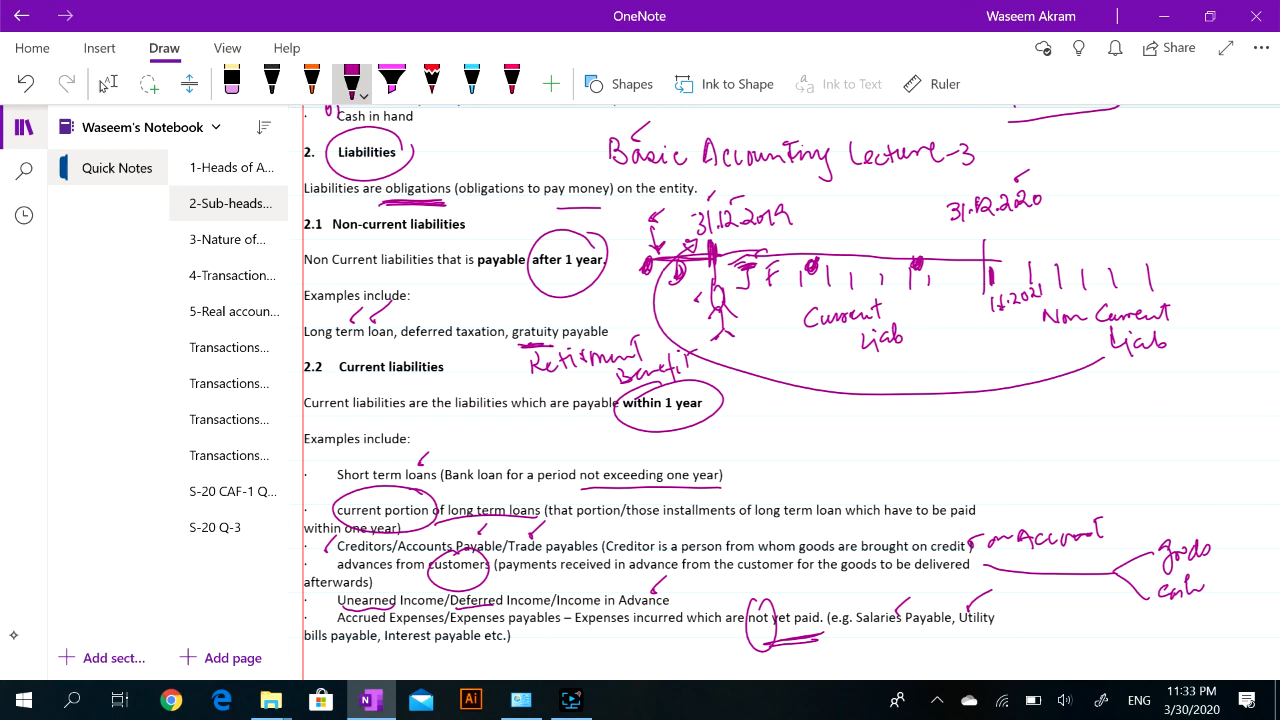 OneNote
Waseem Akram
Home Insert Draw View Help
Share
Shapes Ink to Shape Ink to Text Ruler
Waseem's Notebook
Quick Notes
1-Heads of A...
2-Sub-heads...
3-Nature of...
4-Transaction...
5-Real accoun...
Transactions...
Transactions...
Transactions...
Transactions...
S-20 CAF-1 Q...
S-20 Q-3
Add sect...
Add page
· Cash in hand
2. Liabilities
Basic Accounting Lecture-3
Liabilities are obligations (obligations to pay money) on the entity.
31.12.2019
31.12.2020
2.1 Non-current liabilities
Non Current liabilities that is payable after 1 year.
J F
1.1.2021
Current
Liab
Non Current
Liab
Examples include:
Long term loan, deferred taxation, gratuity payable
Retirement
Benefit
2.2 Current liabilities
Current liabilities are the liabilities which are payable within 1 year
Examples include:
· Short term loans (Bank loan for a period not exceeding one year)
· current portion of long term loans (that portion/those installments of long term loan which have to be paid
within one year)
· Creditors/Accounts Payable/Trade payables (Creditor is a person from whom goods are brought on credit)
on Account
goods
cash
· advances from customers (payments received in advance from the customer for the goods to be delivered
afterwards)
· Unearned Income/Deferred Income/Income in Advance
· Accrued Expenses/Expenses payables – Expenses incurred which are not yet paid. (e.g. Salaries Payable, Utility
bills payable, Interest payable etc.)
ENG
11:33 PM
3/30/2020